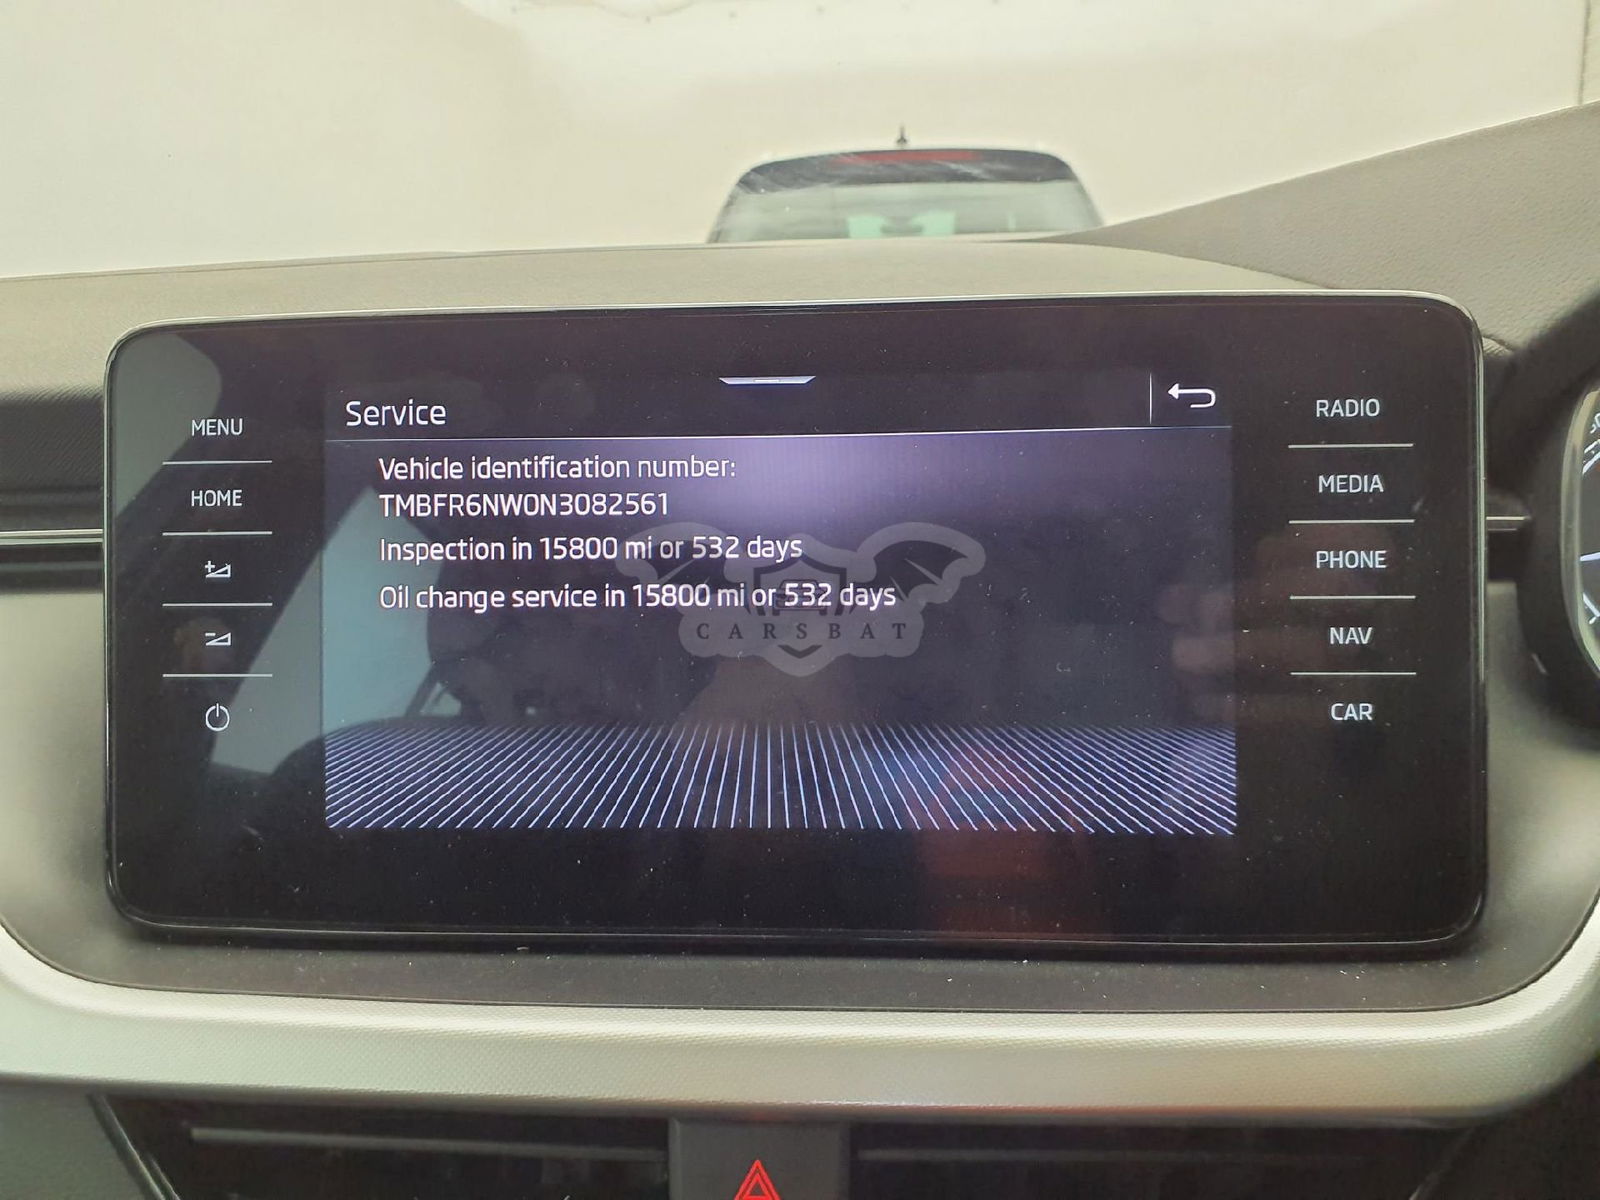 MENU
HOME
Service
Vehicle identification number:
TMBFR6NW0N3082561
Inspection in 15800 mi or 532 days
Oil change service in 15800 mi or 532 days
CARSBAT
RADIO
MEDIA
PHONE
NAV
CAR